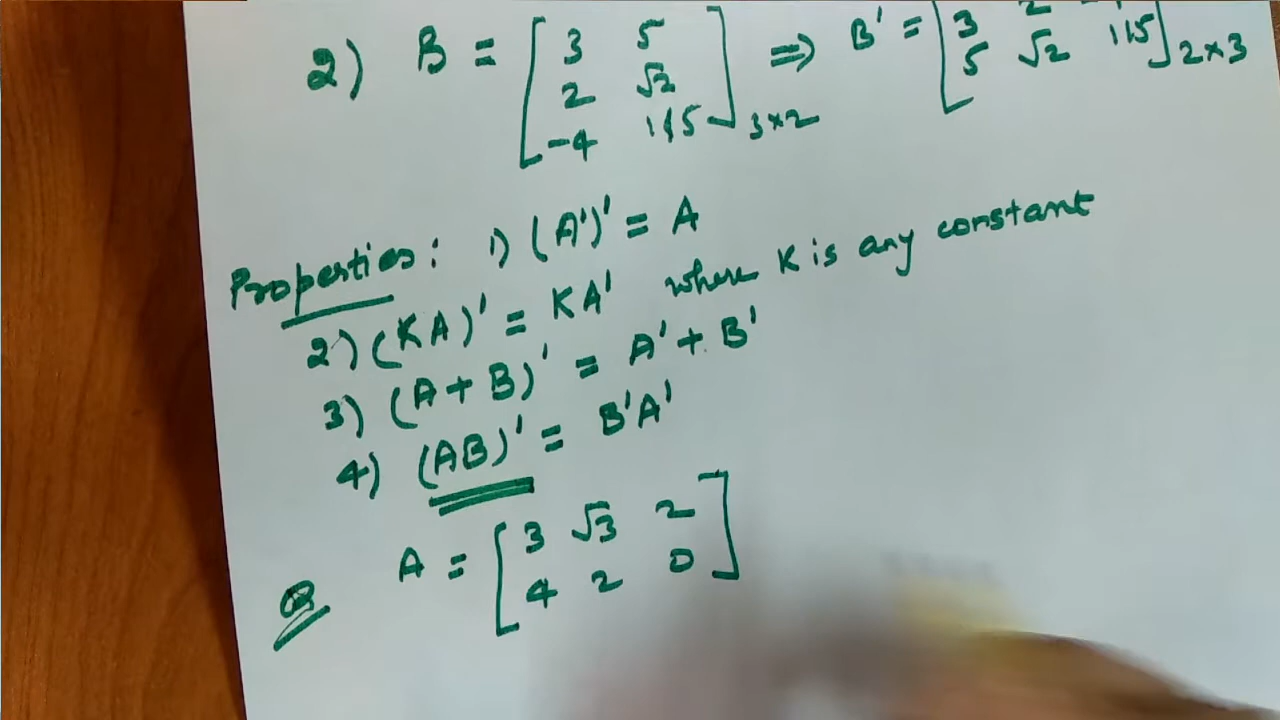 2) B = [ 3 5 ⇒ B' = [ 3 2
2 √2 5 √2 1/5 ] 2×3
-4 1/5 ] 3×2
Properties: 1) (A')' = A
2) (KA)' = KA' where K is any constant
3) (A+B)' = A' + B'
4) (AB)' = B'A'
Q A = [ 3 √3 2
4 2 0 ]